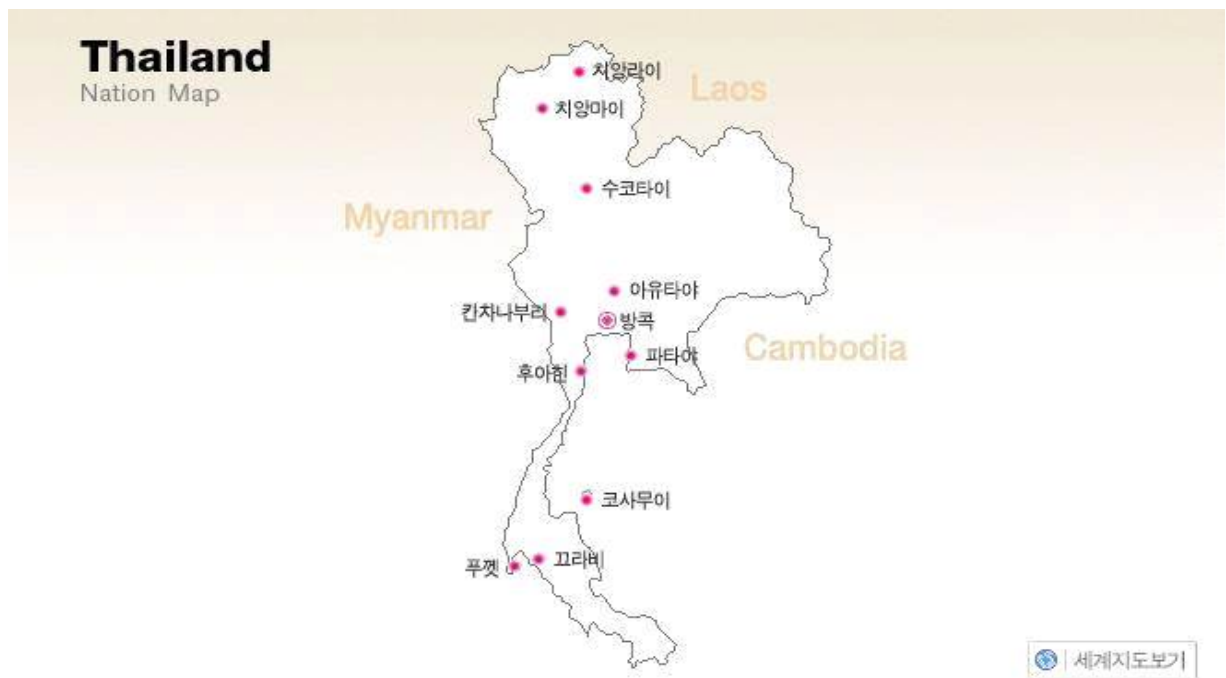 Thailand
Nation Map
치앙라이
Laos
치앙마이
수코타이
Myanmar
아유타야
칸차나부리
방콕
Cambodia
파타야
후아힌
코사무이
끄라비
푸껫
세계지도보기